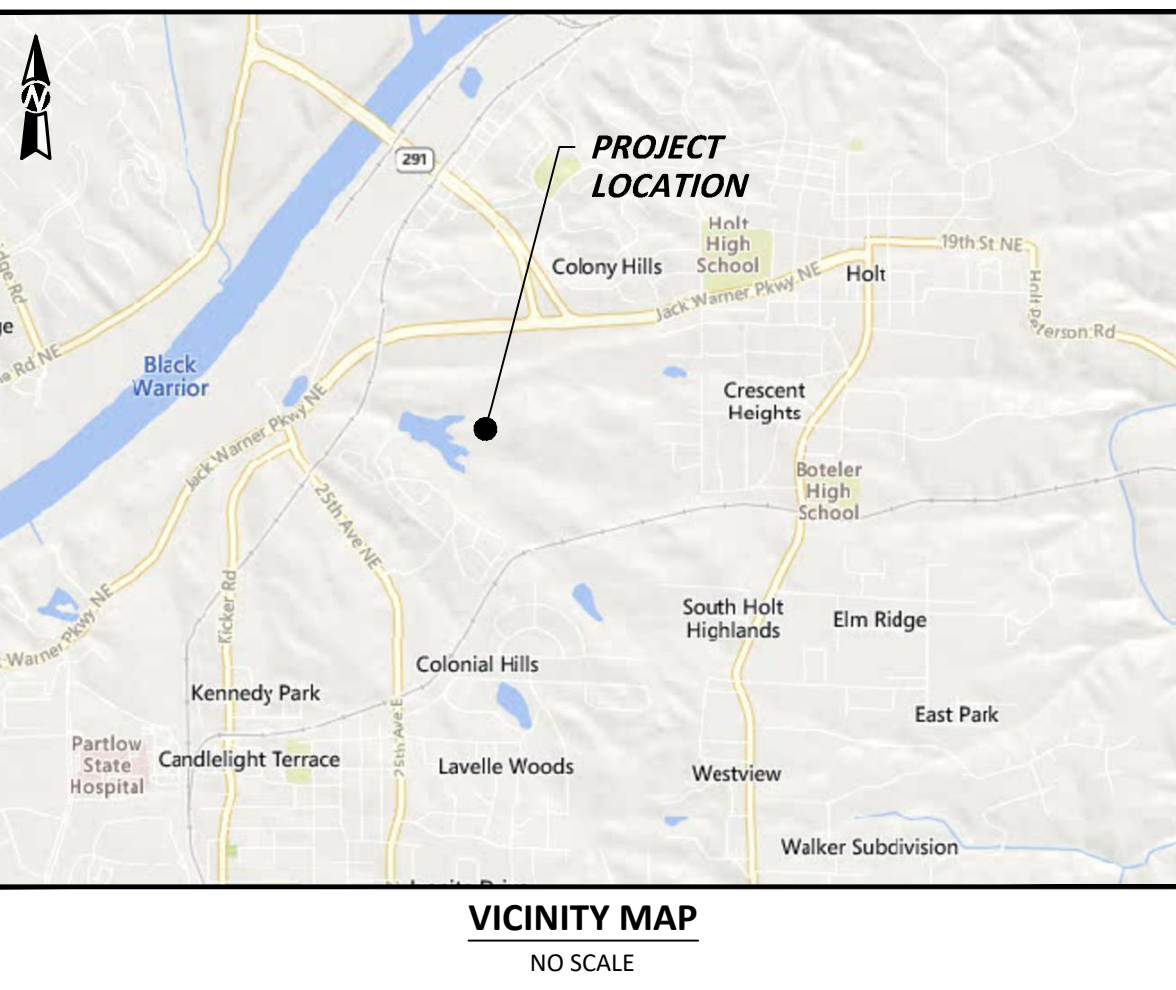 N
291
PROJECT
LOCATION
Holt
High
School
Colony Hills
19th St NE
Holt
Jack Warner Pkwy NE
Holt Peterson Rd
Black
Warrior
Crescent
Heights
Jack Warner Pkwy NE
Boteler
High
School
25th Ave NE
Kicker Rd
South Holt
Highlands
Elm Ridge
Warner Pkwy NE
Colonial Hills
Kennedy Park
25th Ave E
East Park
Partlow
State
Hospital
Candlelight Terrace
Lavelle Woods
Westview
Walker Subdivision
VICINITY MAP
NO SCALE